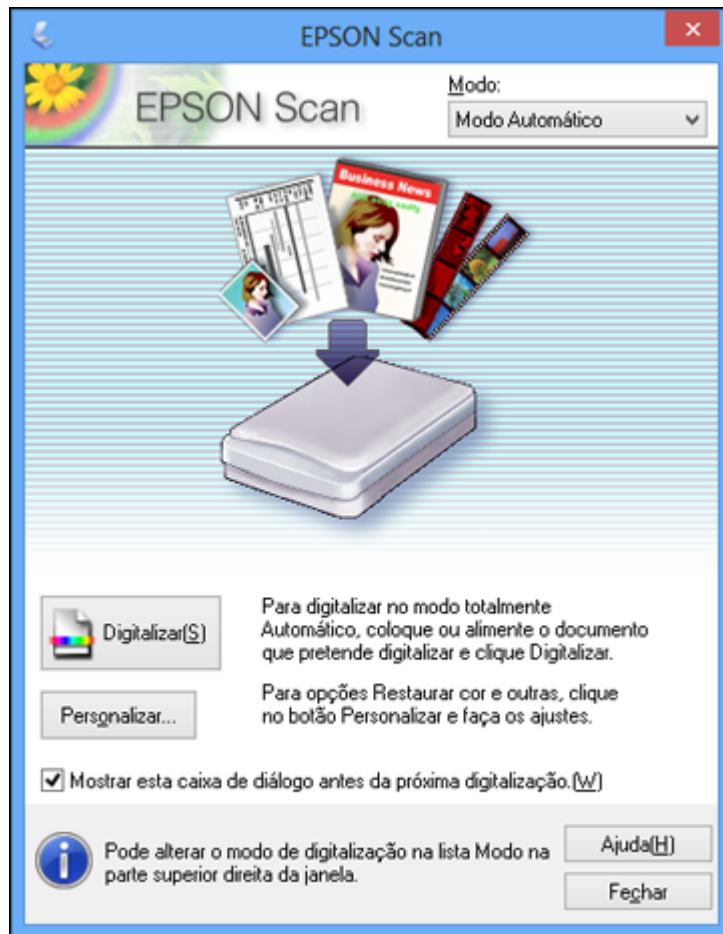 EPSON Scan
EPSON Scan
Modo:
Modo Automático
Business News
Digitalizar(S)
Para digitalizar no modo totalmente
Automático, coloque ou alimente o documento
que pretende digitalizar e clique Digitalizar.
Personalizar...
Para opções Restaurar cor e outras, clique
no botão Personalizar e faça os ajustes.
Mostrar esta caixa de diálogo antes da próxima digitalização.(W)
Pode alterar o modo de digitalização na lista Modo na
parte superior direita da janela.
Ajuda(H)
Fechar